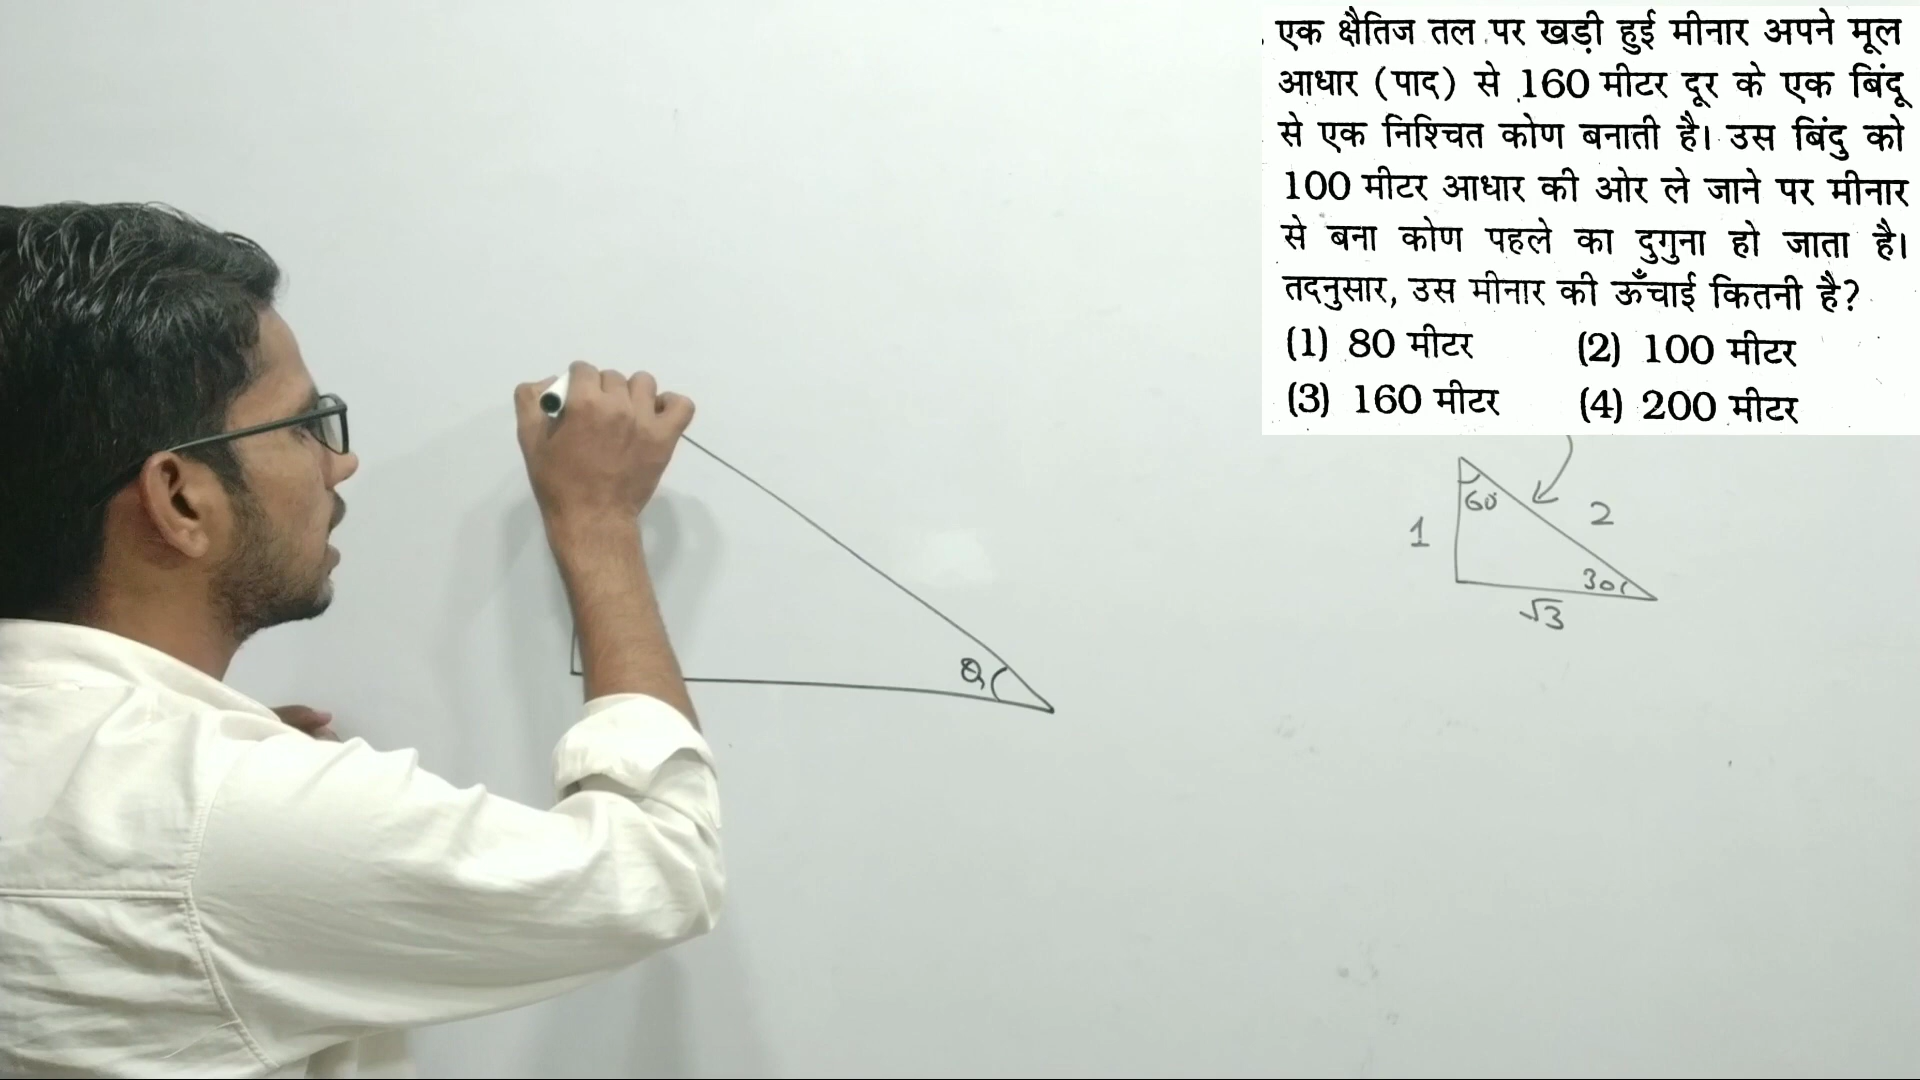 एक क्षैतिज तल पर खड़ी हुई मीनार अपने मूल
आधार (पाद) से 160 मीटर दूर के एक बिंदू
से एक निश्चित कोण बनाती है। उस बिंदु को
100 मीटर आधार की ओर ले जाने पर मीनार
से बना कोण पहले का दुगुना हो जाता है।
तदनुसार, उस मीनार की ऊँचाई कितनी है?
(1) 80 मीटर (2) 100 मीटर
(3) 160 मीटर (4) 200 मीटर
60°
1
2
30
√3